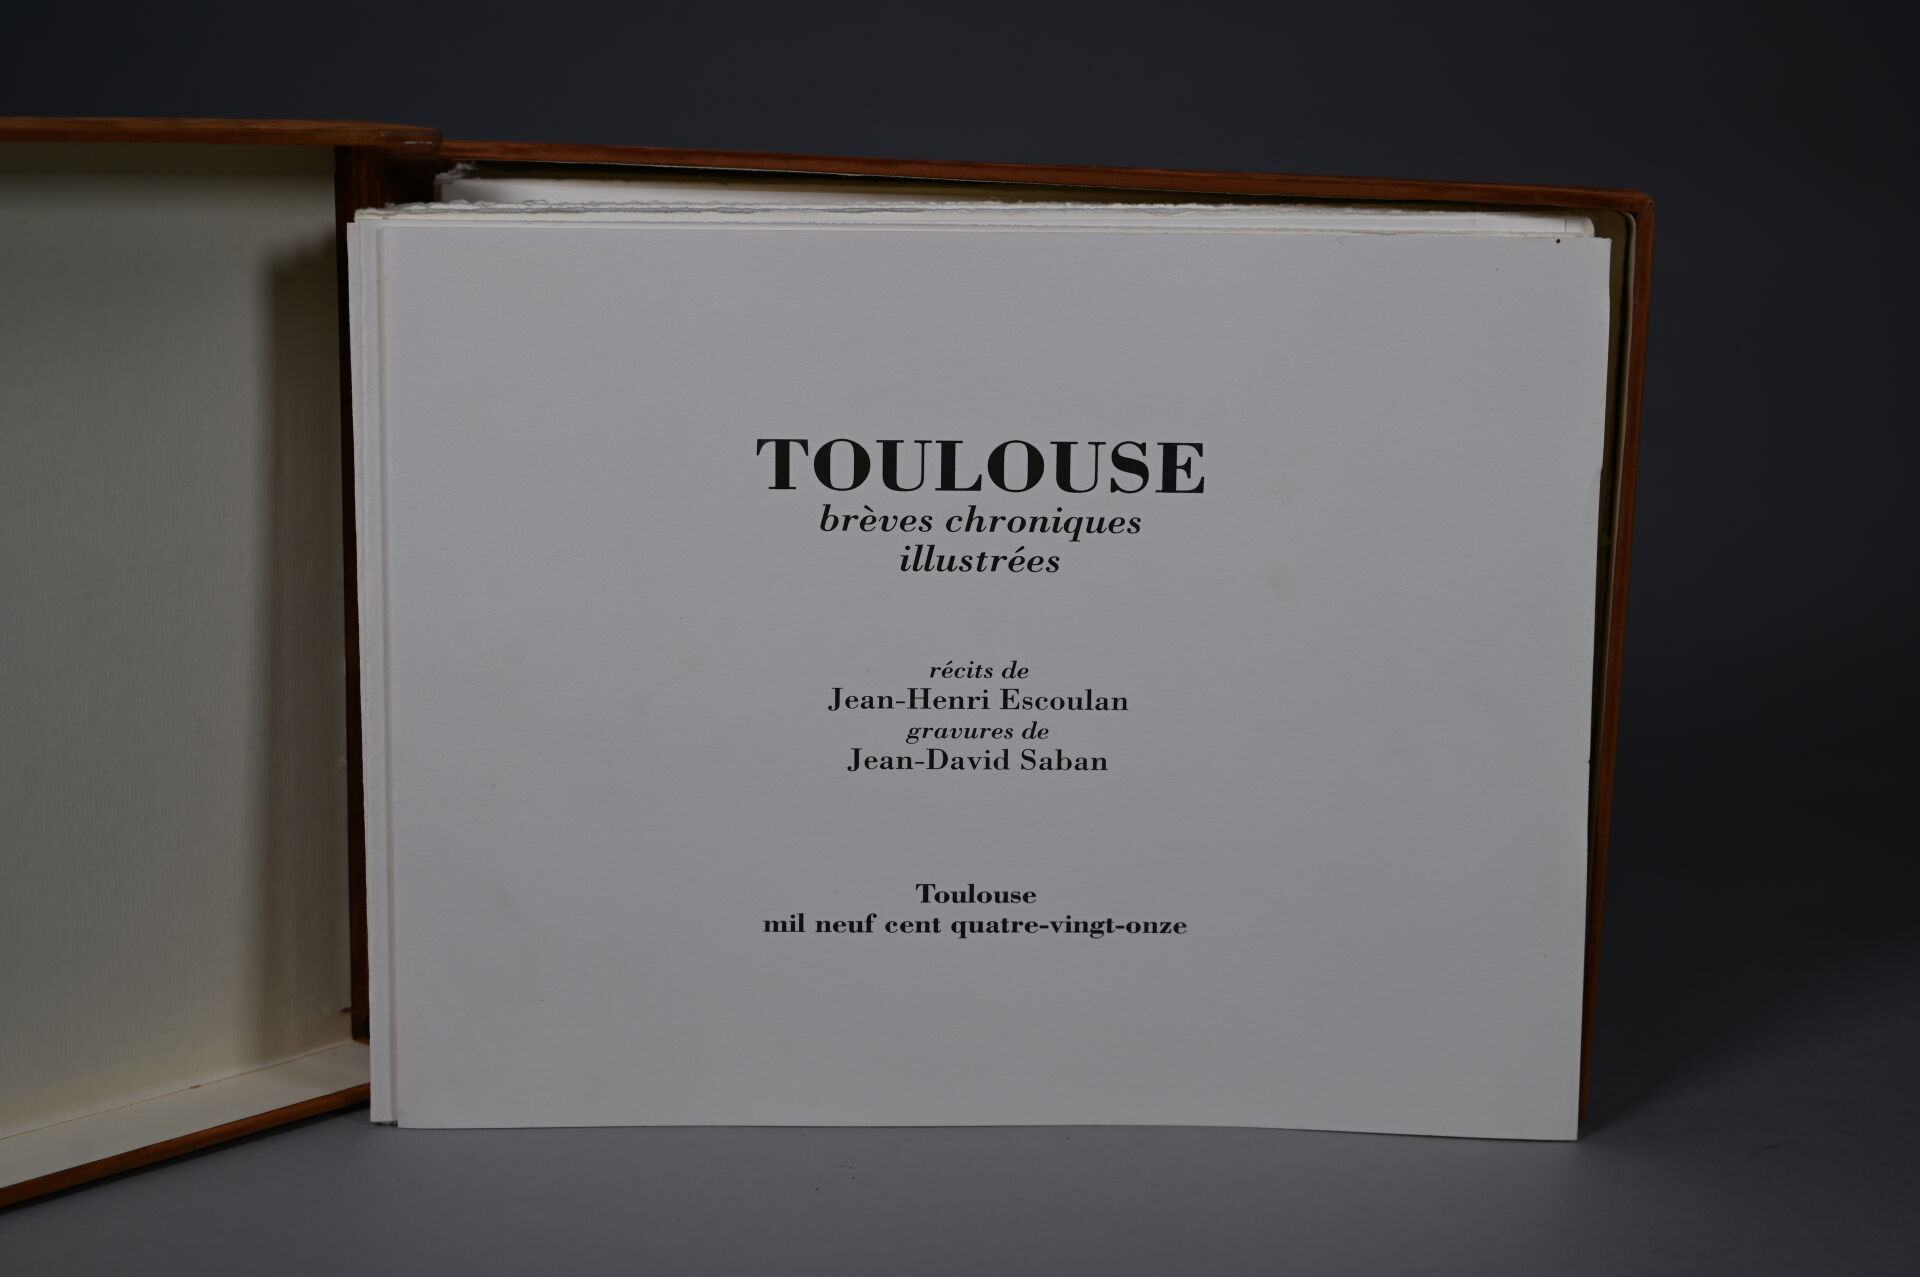 TOULOUSE
brèves chroniques
illustrées
récits de
Jean-Henri Escoulan
gravures de
Jean-David Saban
Toulouse
mil neuf cent quatre-vingt-onze